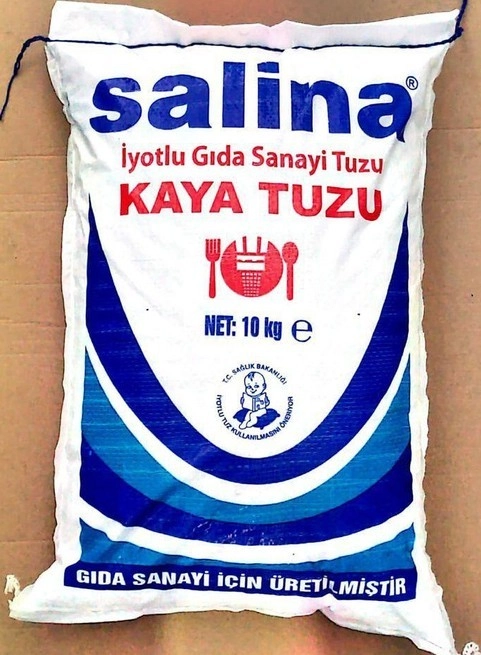 salina®
İyotlu Gıda Sanayi Tuzu
KAYA TUZU
NET: 10 kg ℮
T.C. SAĞLIK BAKANLIĞI
İYOTLU TUZ KULLANILMASINI ÖNERİYOR
GIDA SANAYİ İÇİN ÜRETİLMİŞTİR